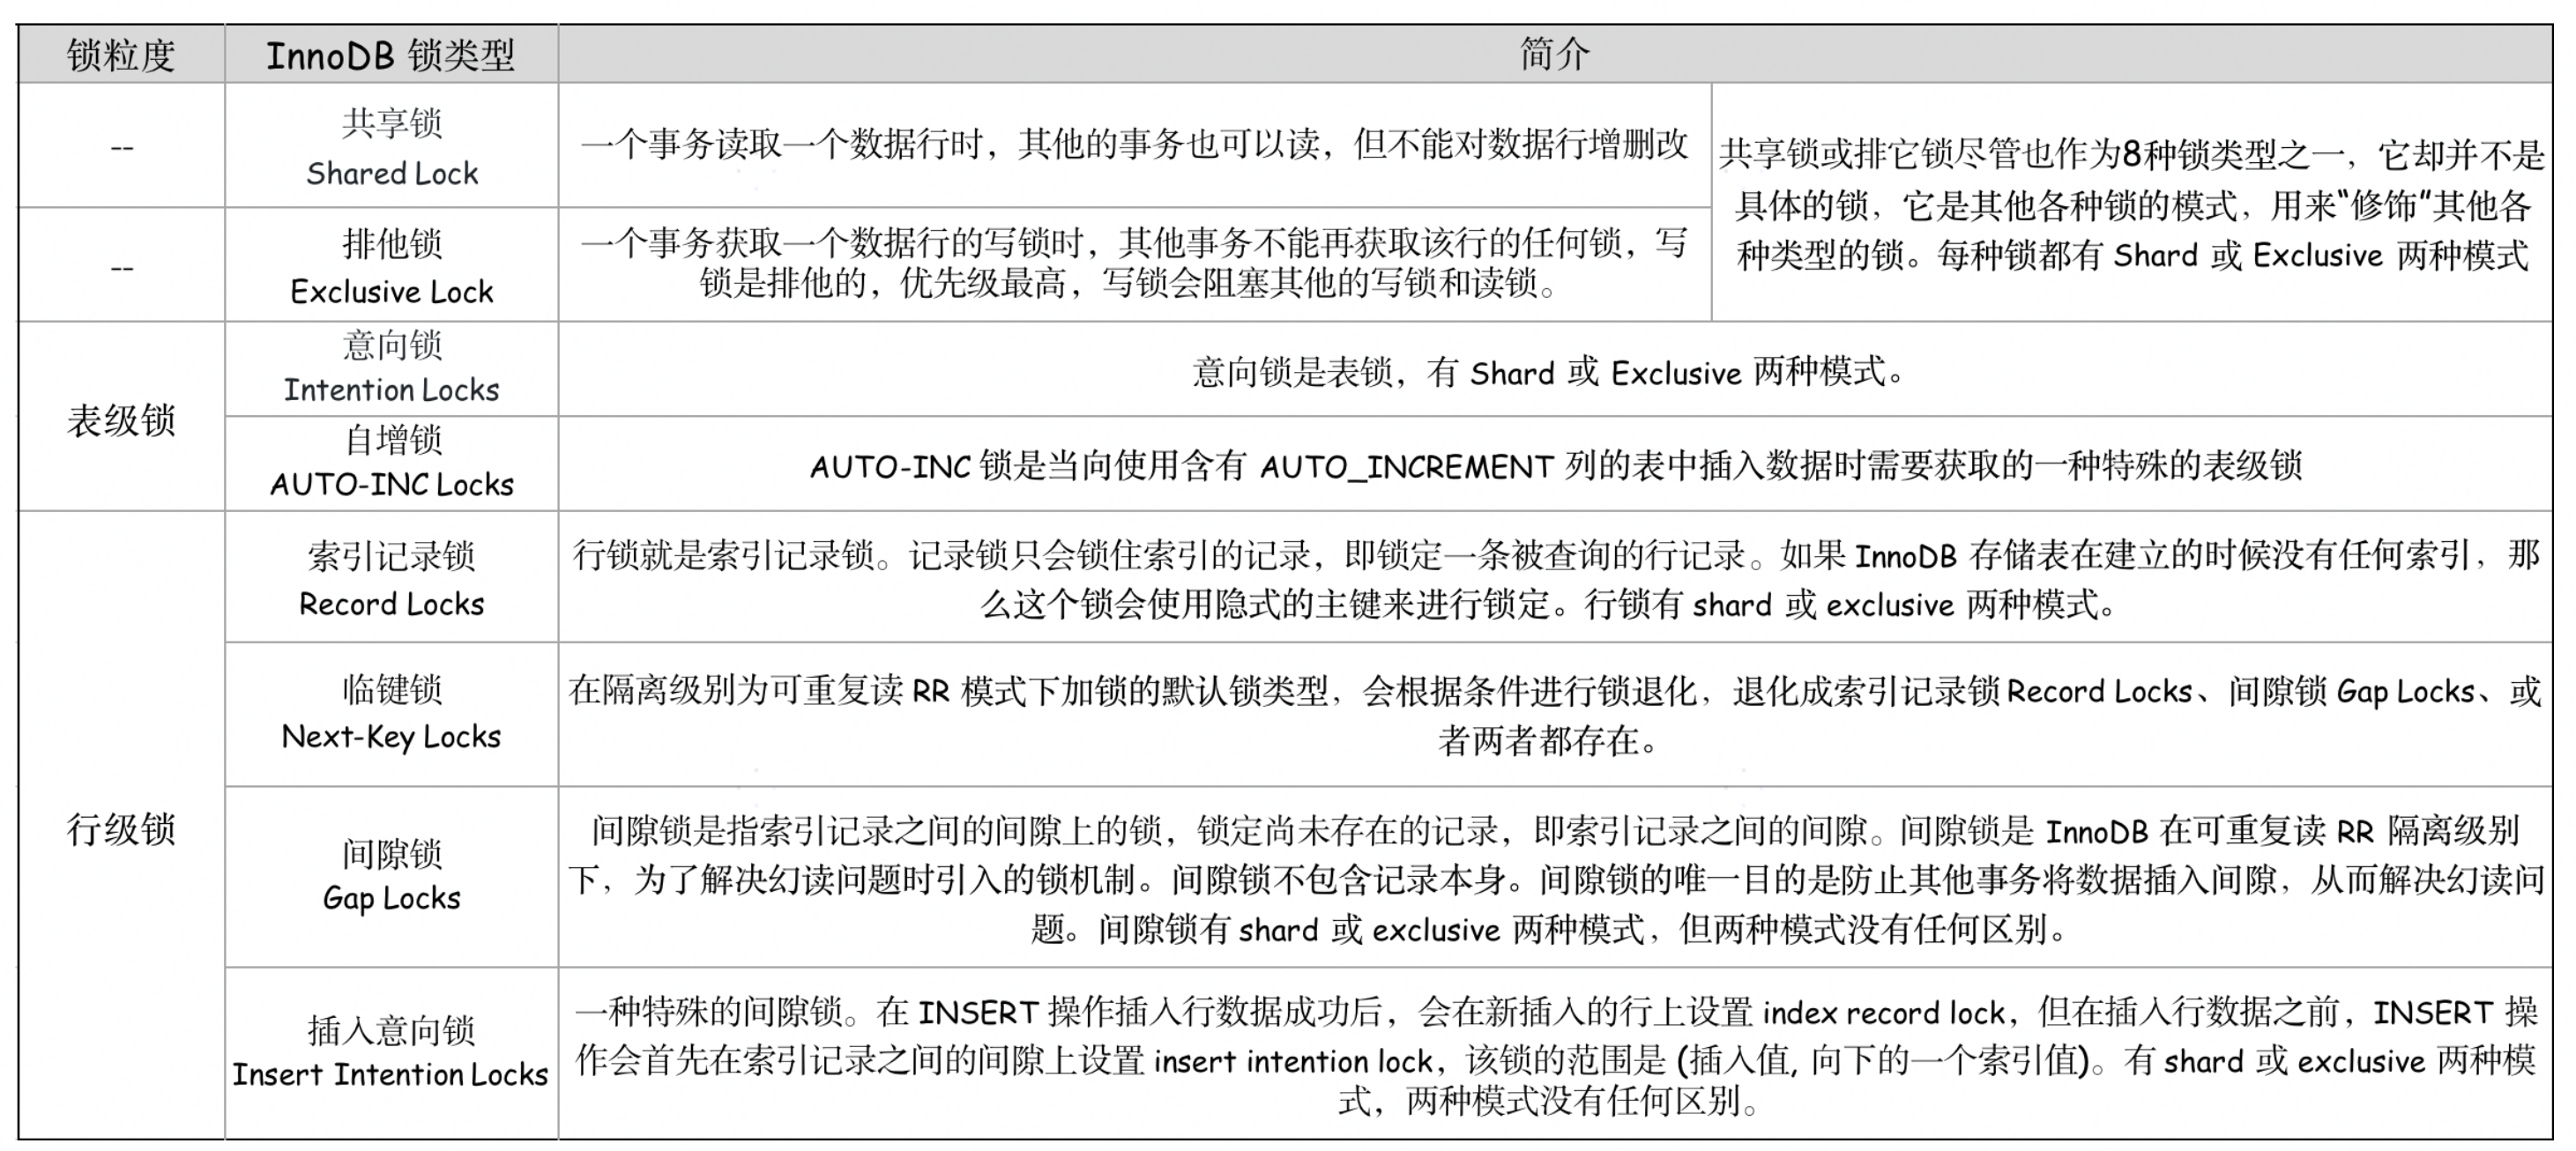 锁粒度 InnoDB 锁类型 简介
--
共享锁
Shared Lock
一个事务读取一个数据行时，其他的事务也可以读，但不能对数据行增删改
共享锁或排它锁尽管也作为8种锁类型之一，它却并不是
具体的锁，它是其他各种锁的模式，用来“修饰”其他各
种类型的锁。每种锁都有 Shard 或 Exclusive 两种模式
--
排他锁
Exclusive Lock
一个事务获取一个数据行的写锁时，其他事务不能再获取该行的任何锁，写
锁是排他的，优先级最高，写锁会阻塞其他的写锁和读锁。
表级锁
意向锁
Intention Locks
意向锁是表锁，有 Shard 或 Exclusive 两种模式。
自增锁
AUTO-INC Locks
AUTO-INC 锁是当向使用含有 AUTO_INCREMENT 列的表中插入数据时需要获取的一种特殊的表级锁
行级锁
索引记录锁
Record Locks
行锁就是索引记录锁。记录锁只会锁住索引的记录，即锁定一条被查询的行记录。如果 InnoDB 存储表在建立的时候没有任何索引，那
么这个锁会使用隐式的主键来进行锁定。行锁有 shard 或 exclusive 两种模式。
临键锁
Next-Key Locks
在隔离级别为可重复读 RR 模式下加锁的默认锁类型，会根据条件进行锁退化，退化成索引记录锁 Record Locks、间隙锁 Gap Locks、或
者两者都存在。
间隙锁
Gap Locks
间隙锁是指索引记录之间的间隙上的锁，锁定尚未存在的记录，即索引记录之间的间隙。间隙锁是 InnoDB 在可重复读 RR 隔离级别
下，为了解决幻读问题时引入的锁机制。间隙锁不包含记录本身。间隙锁的唯一目的是防止其他事务将数据插入间隙，从而解决幻读问
题。间隙锁有 shard 或 exclusive 两种模式，但两种模式没有任何区别。
插入意向锁
Insert Intention Locks
一种特殊的间隙锁。在 INSERT 操作插入行数据成功后，会在新插入的行上设置 index record lock，但在插入行数据之前，INSERT 操
作会首先在索引记录之间的间隙上设置 insert intention lock，该锁的范围是 (插入值, 向下的一个索引值)。有 shard 或 exclusive 两种模
式，两种模式没有任何区别。